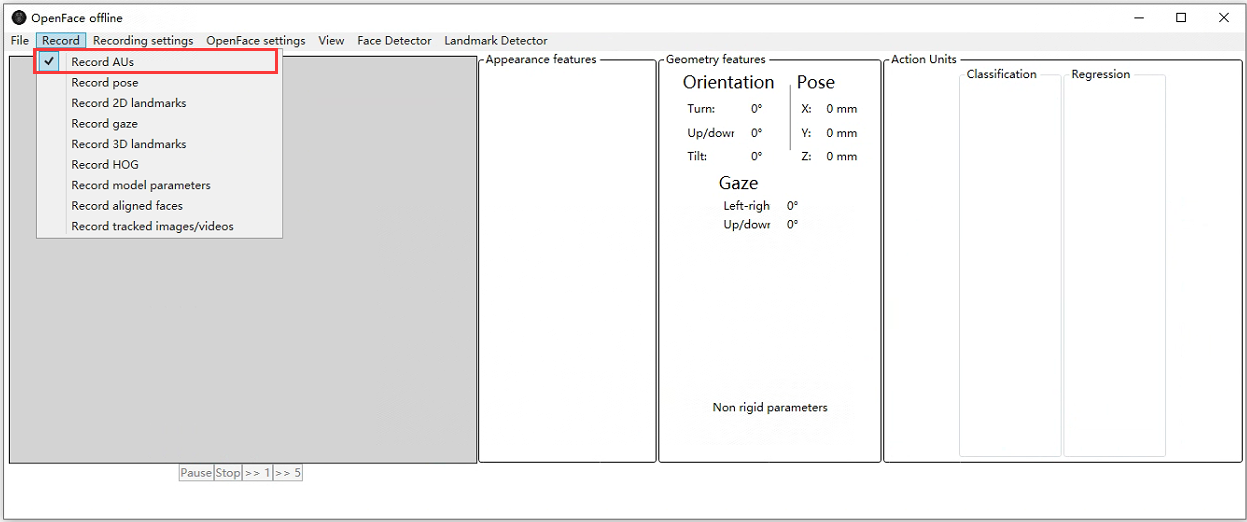 OpenFace offline
File Record Recording settings OpenFace settings View Face Detector Landmark Detector
Record AUs
Record pose
Record 2D landmarks
Record gaze
Record 3D landmarks
Record HOG
Record model parameters
Record aligned faces
Record tracked images/videos
Pause Stop >> 1 >> 5
Appearance features
Geometry features
Orientation Pose
Turn: 0° X: 0 mm
Up/down 0° Y: 0 mm
Tilt: 0° Z: 0 mm
Gaze
Left-righ 0°
Up/down 0°
Non rigid parameters
Action Units
Classification Regression